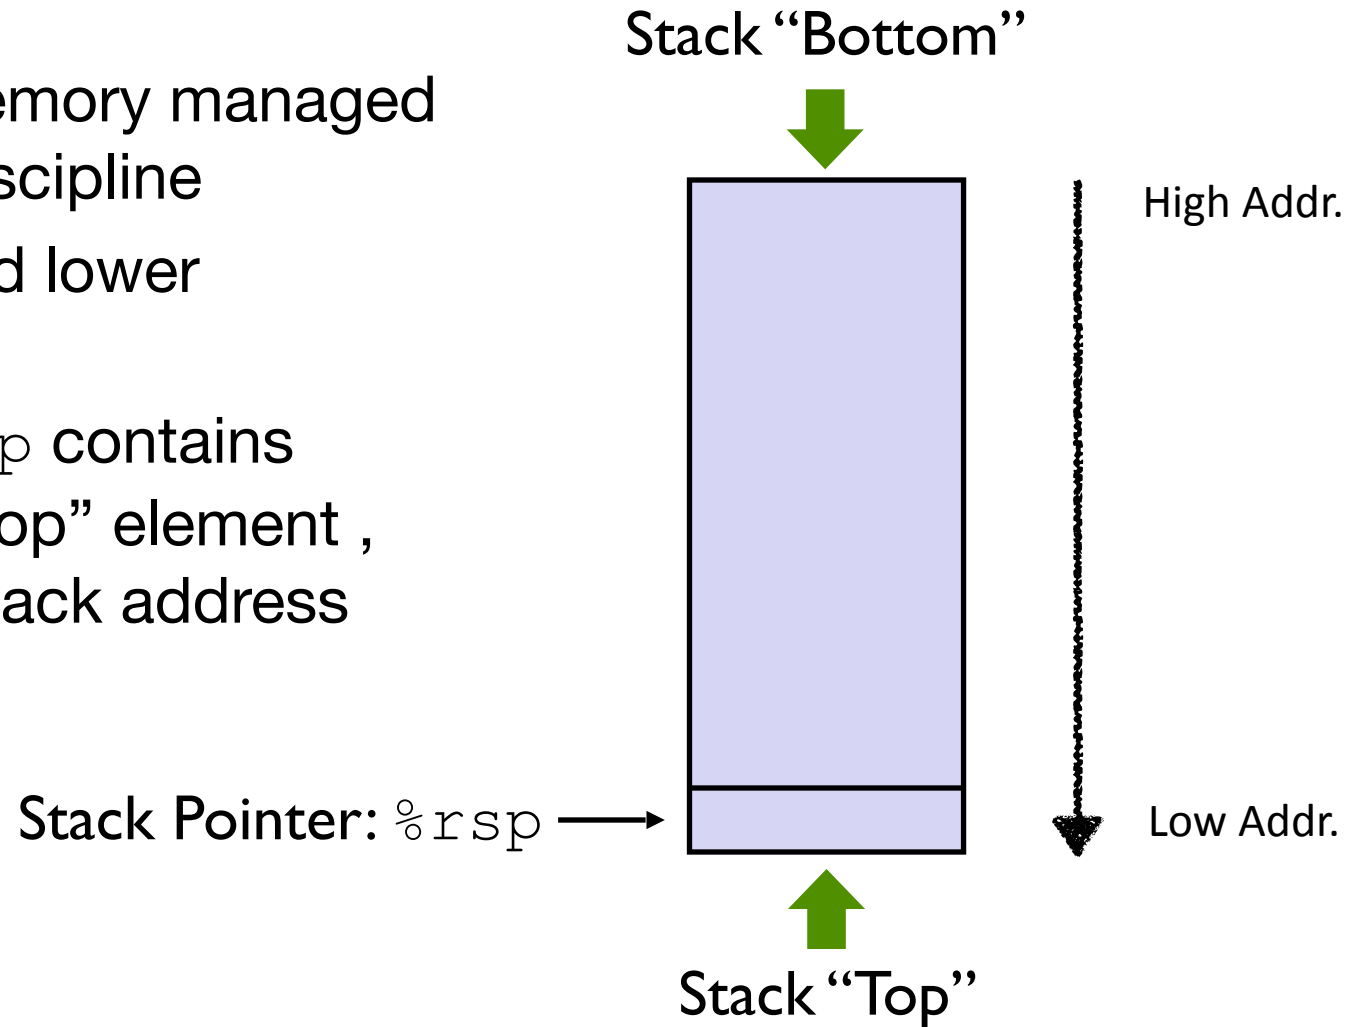 Stack “Bottom”
emory managed
scipline
d lower
p contains
op” element ,
ack address
High Addr.
Stack Pointer: %rsp
Low Addr.
Stack “Top”